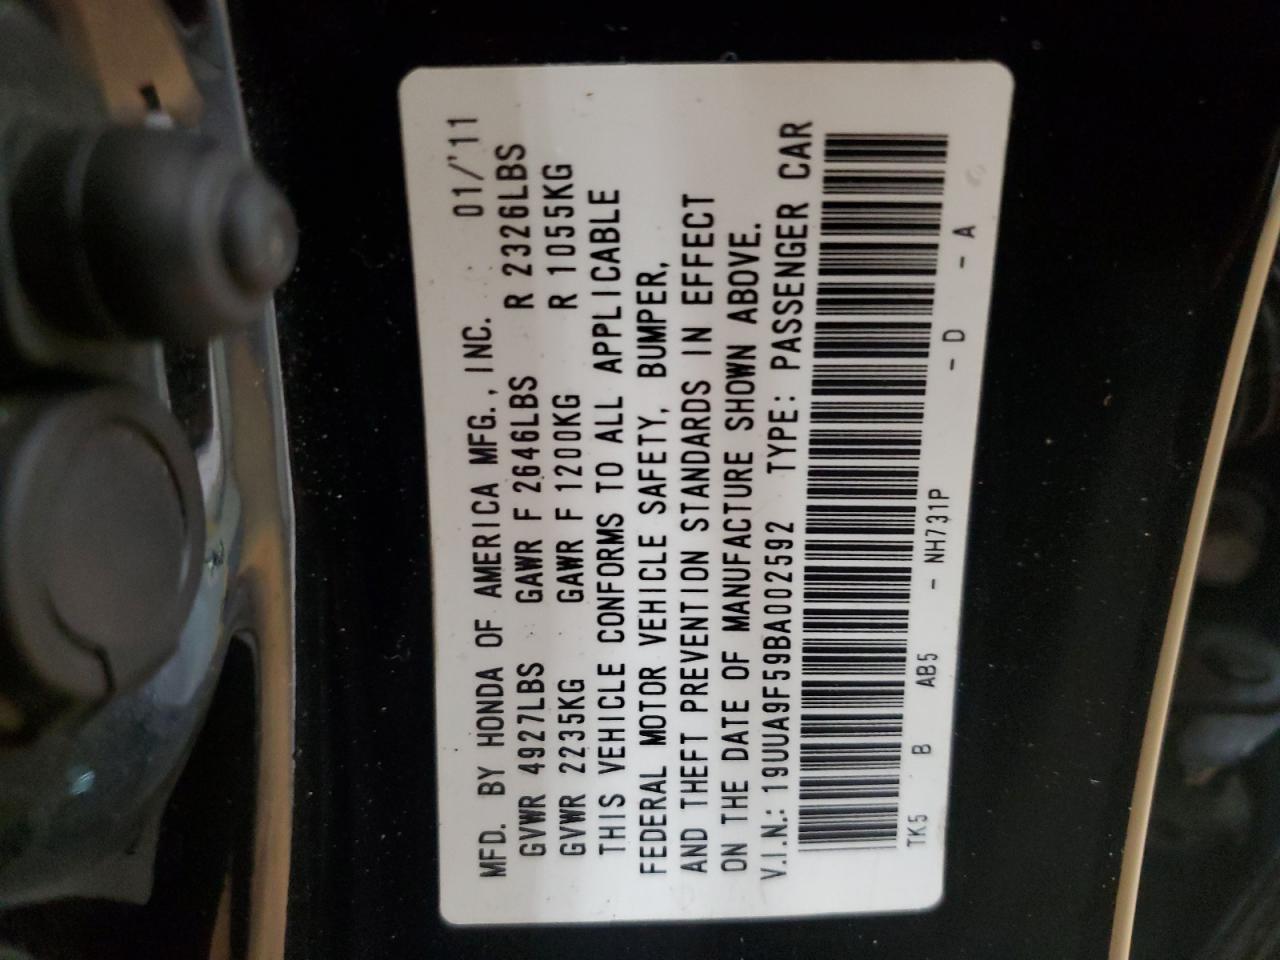 MFD. BY HONDA OF AMERICA MFG., INC. 01/'11
GVWR 4927LBS GAWR F 2646LBS R 2326LBS
GVWR 2235KG GAWR F 1200KG R 1055KG
THIS VEHICLE CONFORMS TO ALL APPLICABLE
FEDERAL MOTOR VEHICLE SAFETY, BUMPER,
AND THEFT PREVENTION STANDARDS IN EFFECT
ON THE DATE OF MANUFACTURE SHOWN ABOVE.
V.I.N.: 19UUA9F59BA002592 TYPE: PASSENGER CAR
TK5 B AB5 - NH731P - D - A